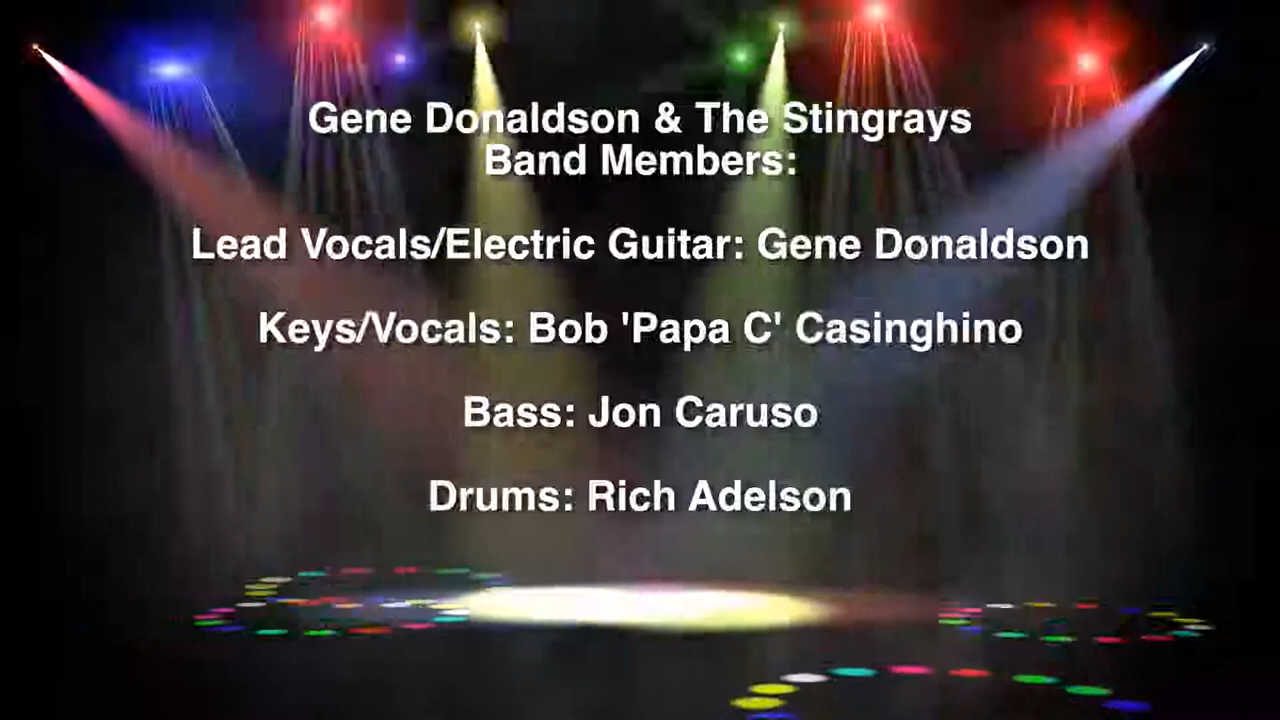 Gene Donaldson & The Stingrays
Band Members:
Lead Vocals/Electric Guitar: Gene Donaldson
Keys/Vocals: Bob 'Papa C' Casinghino
Bass: Jon Caruso
Drums: Rich Adelson